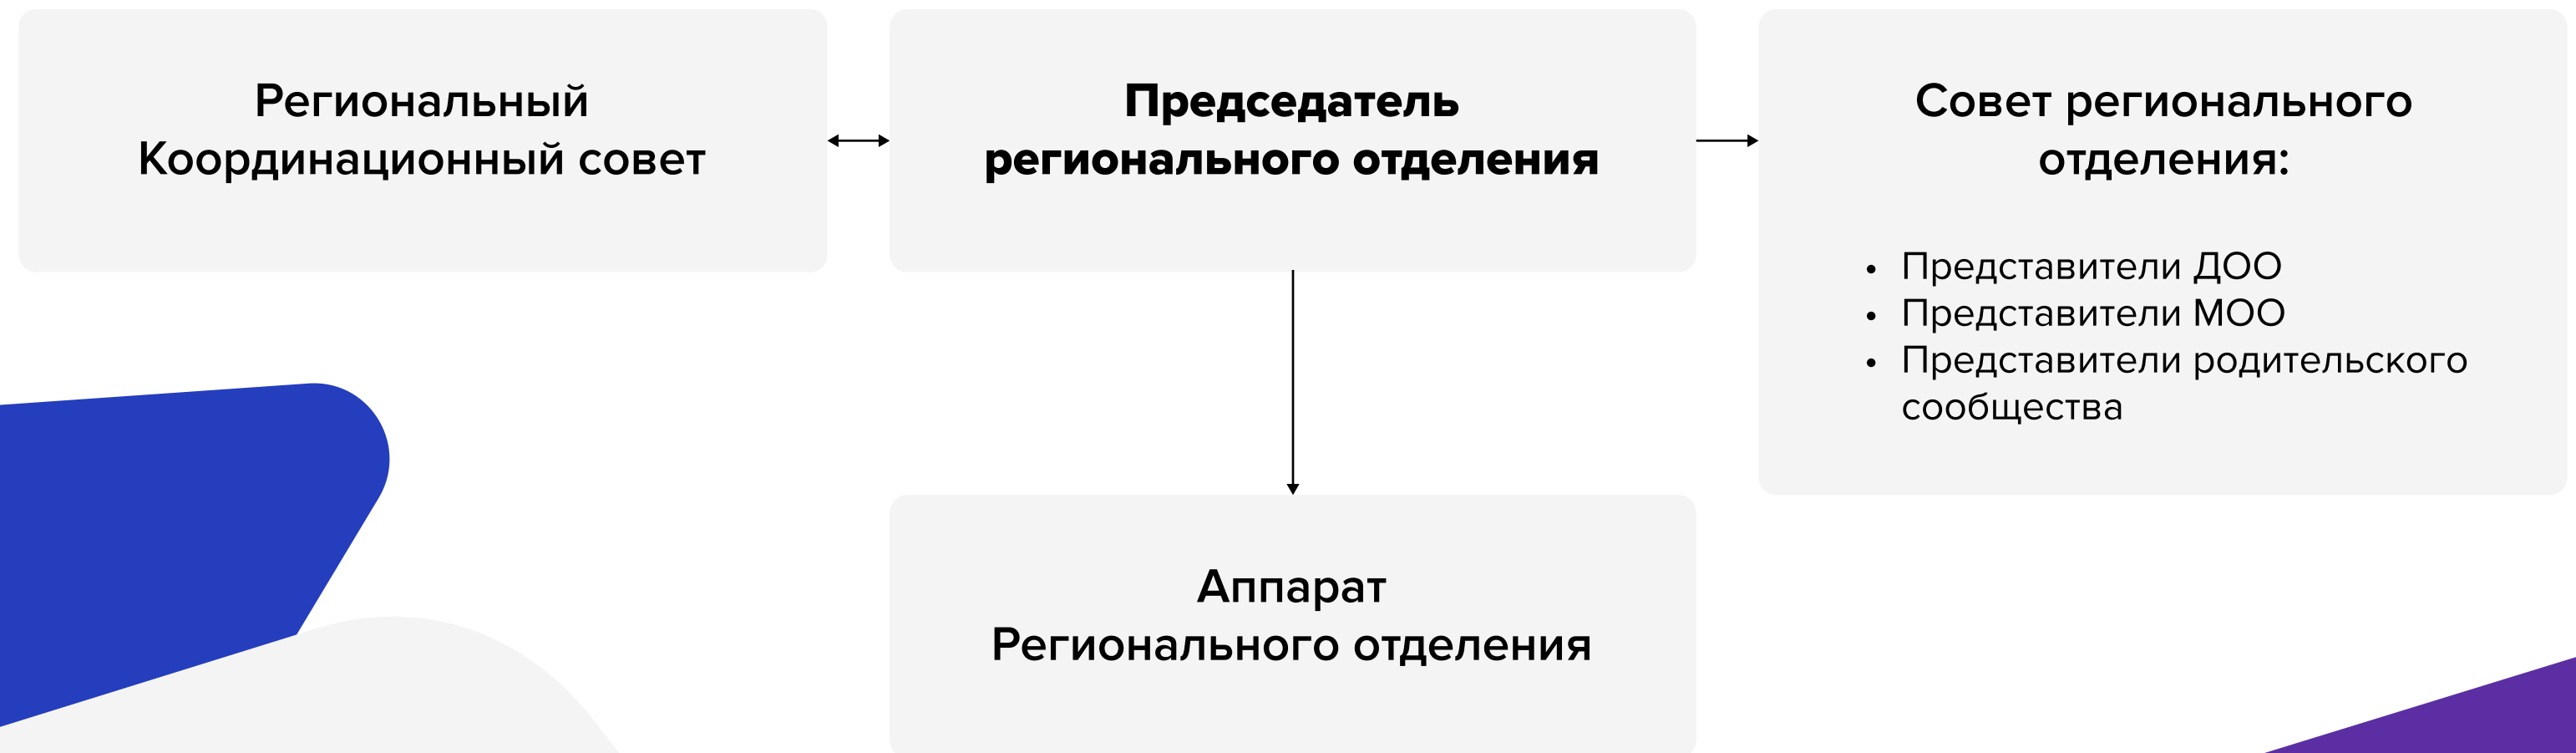 Региональный
Координационный совет
Председатель
регионального отделения
Совет регионального
отделения:
• Представители ДОО
• Представители МОО
• Представители родительского
сообщества
Аппарат
Регионального отделения